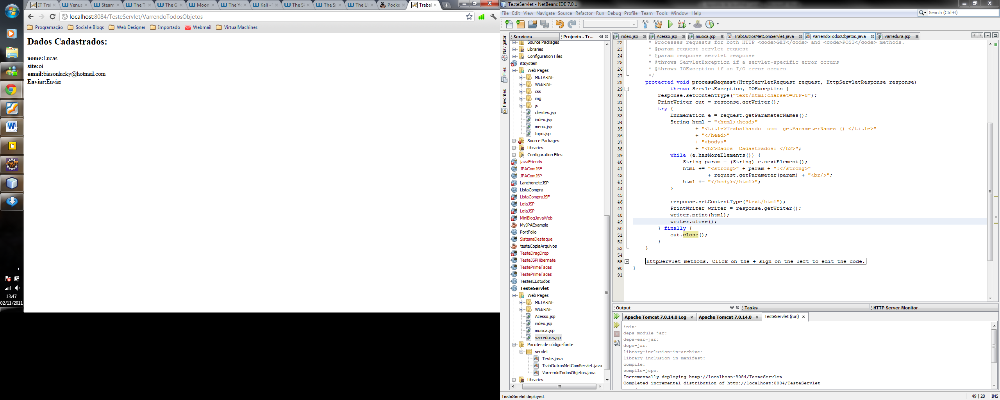 IT Trai
Venus
Steam
The T
The G
Moon
The Y
Kali -
The Sl
The Sr
The U
Pocke
Trabal
localhost:8084/TesteServlet/VarrendoTodosObjetos
Programação
Social e Blogs
Web Designer
Importado
Webmail
VirtualMachines
Dados Cadastrados:
nome:Lucas
site:oi
email:biasonlucky@hotmail.com
Enviar:Enviar
Java EE
IDE
13:47
02/11/2011
TesteServlet - NetBeans IDE 7.0.1
File Edit View Navigate Source Refactor Run Debug Profile Team Tools Window Help
Search (Ctrl+I)
Navigator
Files
Favorites
Services
Projects - Tr...
Source Packages
Libraries
Configuration Files
ittsystem
Web Pages
META-INF
WEB-INF
css
img
js
clientes.jsp
index.jsp
menu.jsp
topo.jsp
Source Packages
Libraries
Configuration Files
javaFriends
JPAComJSF
JPAComJSP
LanchoneteJSP
ListaCompra
ListaCompraJSF
LojaJSP
LojaJSP
MiniBlogJavaWeb
MyJPAExample
PortFolio
SistemaDestaque
testeCopiaArquivos
TesteDragDrop
TesteJSPHibernate
TestePrimeFaces
TestePrimeFaces
TestesEEstudos
TesteServlet
Web Pages
META-INF
WEB-INF
Acesso.jsp
index.jsp
musica.jsp
varredura.jsp
Pacotes de código-fonte
servlet
Teste.java
TrabOutrosMetComServlet.java
VarrendoTodosObjetos.java
Libraries
index.jsp
Acesso.jsp
musica.jsp
TrabOutrosMetComServlet.java
VarrendoTodosObjetos.java
varredura.jsp
22 * Processes requests for both HTTP <code>GET</code> and <code>POST</code> methods.
23 * @param request servlet request
24 * @param response servlet response
25 * @throws ServletException if a servlet-specific error occurs
26 * @throws IOException if an I/O error occurs
27 */
28 protected void processRequest(HttpServletRequest request, HttpServletResponse response)
29 throws ServletException, IOException {
30 response.setContentType("text/html;charset=UTF-8");
31 PrintWriter out = response.getWriter();
32 try {
33 Enumeration e = request.getParameterNames();
34 String html = "<html><head>"
35 + "<title>Trabalhando  com  getParameterNames () </title>"
36 + "</head>"
37 + "<body>"
38 + "<h2>Dados  Cadastrados: </h2>";
39 while (e.hasMoreElements()) {
40 String param = (String) e.nextElement();
41 html += "<strong>" + param + ":</strong>"
42 + request.getParameter(param) + "<br/>";
43 html += "</body></html>";
44 }
45
46 response.setContentType("text/html");
47 PrintWriter writer = response.getWriter();
48 writer.print(html);
49 writer.close();
50 } finally {
51 out.close();
52 }
53 }
54
55 HttpServlet methods. Click on the + sign on the left to edit the code.
90 }
91
Output
Tasks
HTTP Server Monitor
Apache Tomcat 7.0.14.0 Log
Apache Tomcat 7.0.14.0
TesteServlet (run)
init:
deps-module-jar:
deps-ear-jar:
deps-jar:
library-inclusion-in-archive:
library-inclusion-in-manifest:
compile:
compile-jsps:
Incrementally deploying http://localhost:8084/TesteServlet
Completed incremental distribution of http://localhost:8084/TesteServlet
TesteServlet deployed.
49 | 28
INS